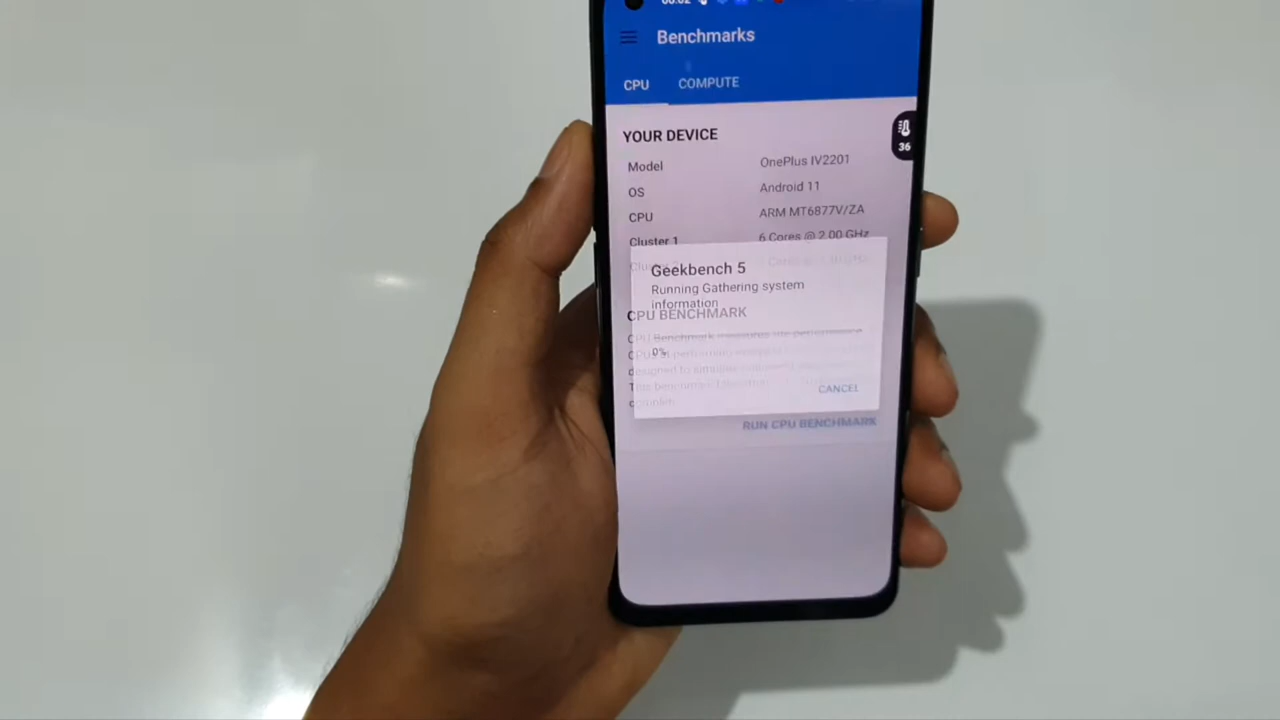 Benchmarks
CPU COMPUTE
YOUR DEVICE
36
Model OnePlus IV2201
OS Android 11
CPU ARM MT6877V/ZA
Cluster 1 6 Cores @ 2.00 GHz
Geekbench 5
Running Gathering system
information
CPU BENCHMARK
0%
CANCEL
RUN CPU BENCHMARK